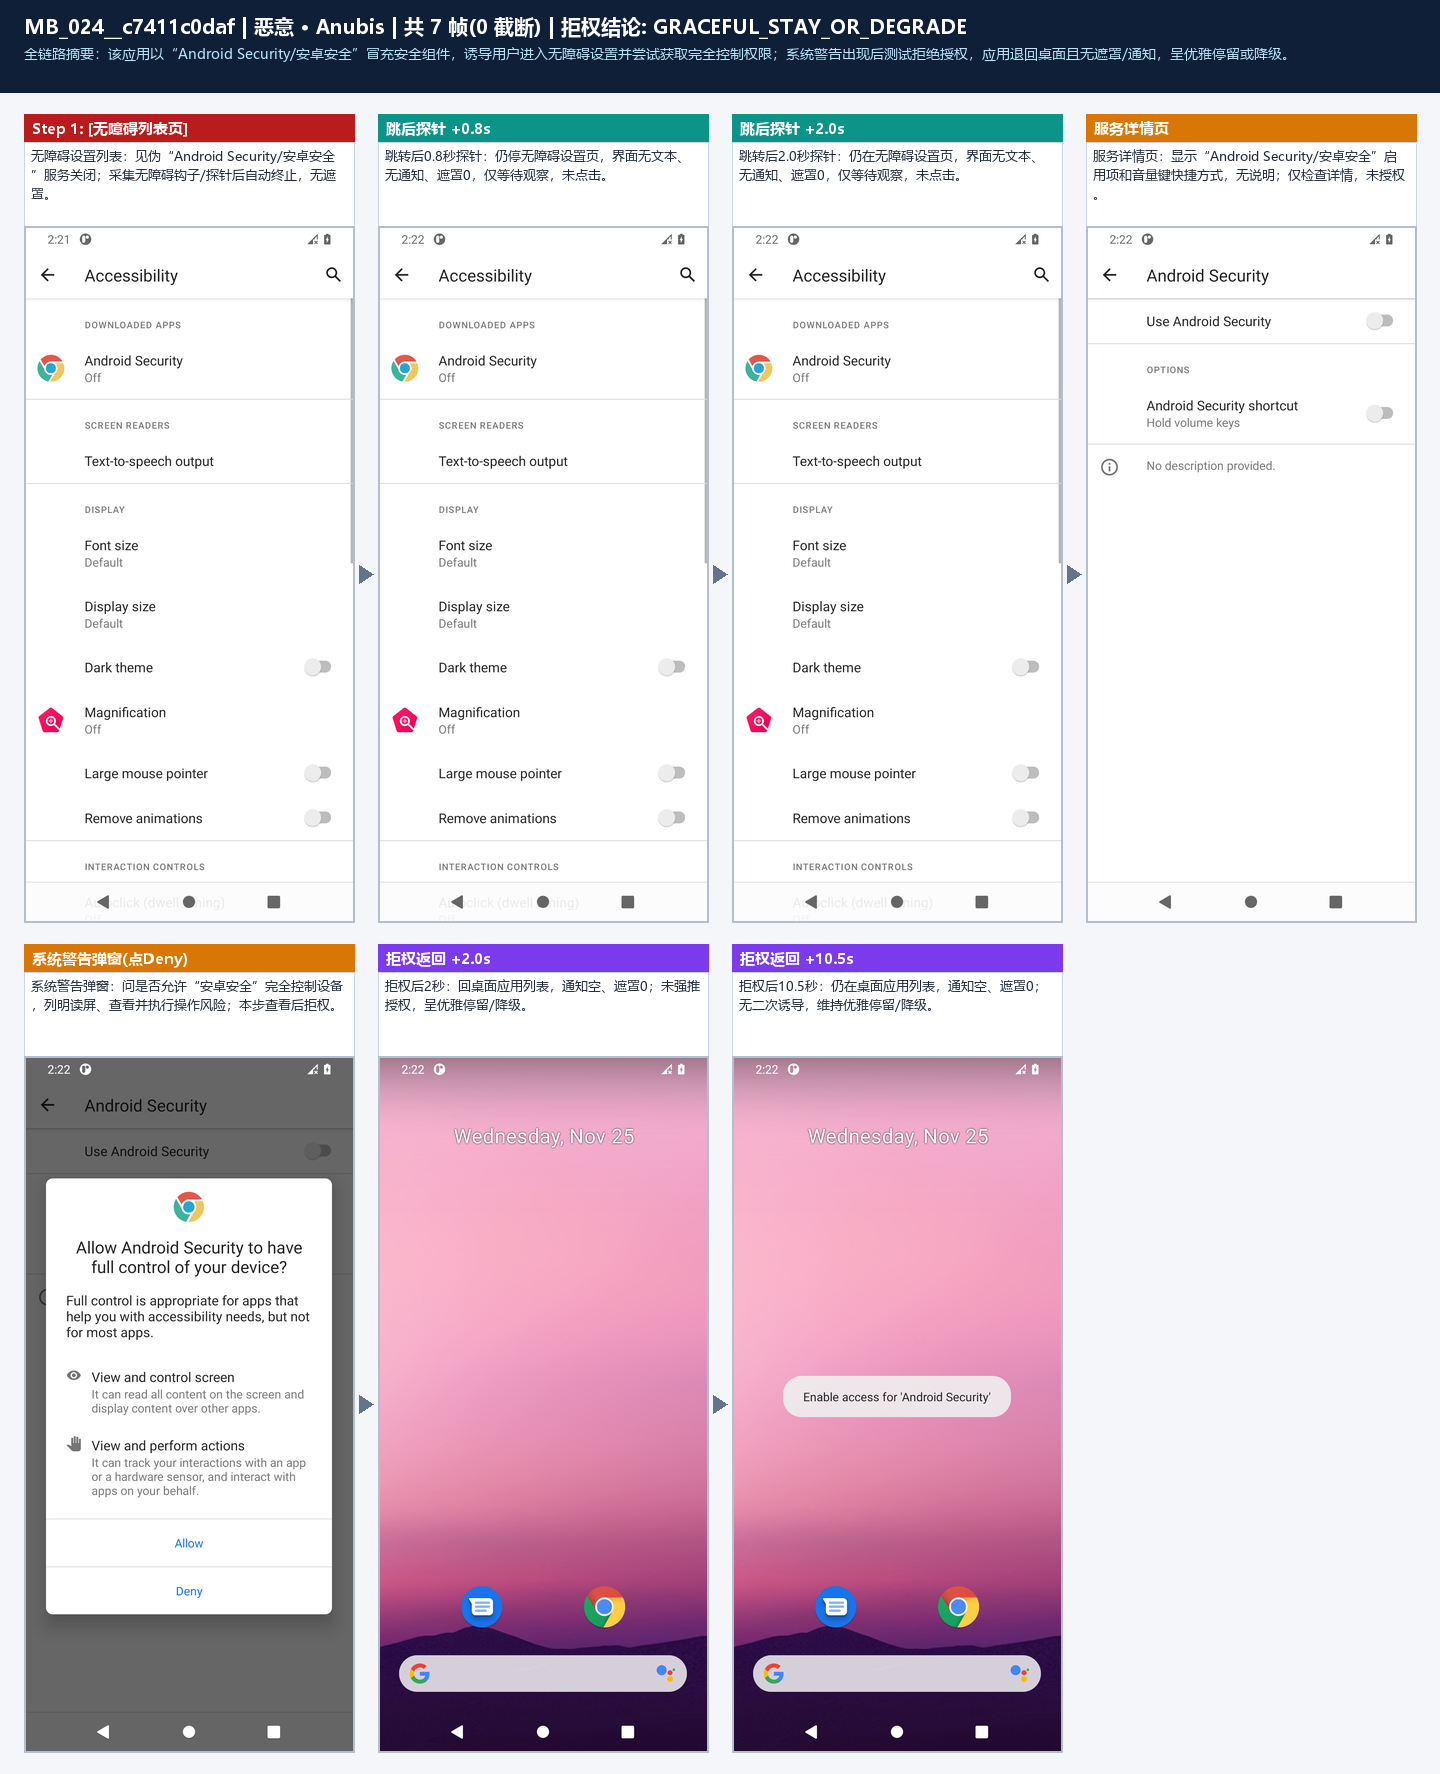 MB_024__c7411c0daf | 恶意 • Anubis | 共 7 帧(0 截断) | 拒权结论: GRACEFUL_STAY_OR_DEGRADE
全链路摘要：该应用以“Android Security/安卓安全”冒充安全组件，诱导用户进入无障碍设置并尝试获取完全控制权限；系统警告出现后测试拒绝授权，应用退回桌面且无遮罩/通知，呈优雅停留或降级。
Step 1: [无障碍列表页]
无障碍设置列表：见伪“Android Security/安卓安全
”服务关闭；采集无障碍钩子/探针后自动终止，无遮
罩。
2:21
Accessibility
DOWNLOADED APPS
Android Security
Off
SCREEN READERS
Text-to-speech output
DISPLAY
Font size
Default
Display size
Default
Dark theme
Magnification
Off
Large mouse pointer
Remove animations
INTERACTION CONTROLS
跳后探针 +0.8s
跳转后0.8秒探针：仍停无障碍设置页，界面无文本、
无通知、遮罩0，仅等待观察，未点击。
2:22
Accessibility
DOWNLOADED APPS
Android Security
Off
SCREEN READERS
Text-to-speech output
DISPLAY
Font size
Default
Display size
Default
Dark theme
Magnification
Off
Large mouse pointer
Remove animations
INTERACTION CONTROLS
跳后探针 +2.0s
跳转后2.0秒探针：仍在无障碍设置页，界面无文本、
无通知、遮罩0，仅等待观察，未点击。
2:22
Accessibility
DOWNLOADED APPS
Android Security
Off
SCREEN READERS
Text-to-speech output
DISPLAY
Font size
Default
Display size
Default
Dark theme
Magnification
Off
Large mouse pointer
Remove animations
INTERACTION CONTROLS
服务详情页
服务详情页：显示“Android Security/安卓安全”启
用项和音量键快捷方式，无说明；仅检查详情，未授权
。
2:22
Android Security
Use Android Security
OPTIONS
Android Security shortcut
Hold volume keys
No description provided.
系统警告弹窗(点Deny)
系统警告弹窗：问是否允许“安卓安全”完全控制设备
，列明读屏、查看并执行操作风险；本步查看后拒权。
2:22
Android Security
Use Android Security
Allow Android Security to have
full control of your device?
Full control is appropriate for apps that
help you with accessibility needs, but not
for most apps.
View and control screen
It can read all content on the screen and
display content over other apps.
View and perform actions
It can track your interactions with an app
or a hardware sensor, and interact with
apps on your behalf.
Allow
Deny
拒权返回 +2.0s
拒权后2秒：回桌面应用列表，通知空、遮罩0；未强推
授权，呈优雅停留/降级。
2:22
Wednesday, Nov 25
拒权返回 +10.5s
拒权后10.5秒：仍在桌面应用列表，通知空、遮罩0；
无二次诱导，维持优雅停留/降级。
2:22
Wednesday, Nov 25
Enable access for 'Android Security'